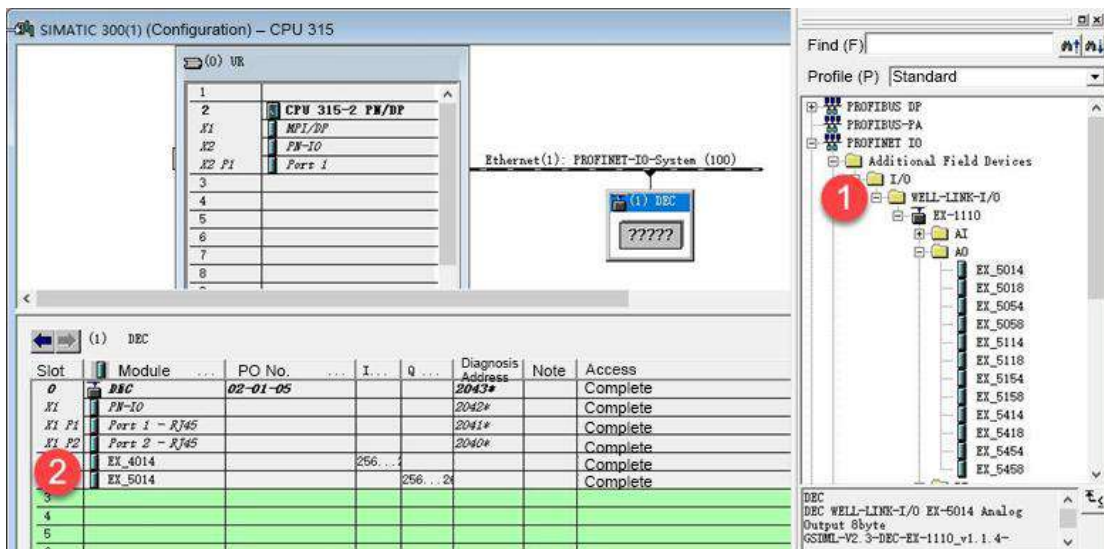 SIMATIC 300(1) (Configuration) – CPU 315
(0) UR
1
2 CPU 315-2 PN/DP
X1 MPI/DP
X2 PN-IO
X2 P1 Port 1
3
4
5
6
7
8
Ethernet(1): PROFINET-IO-System (100)
(1) DEC
?????
(1) DEC
Slot Module ... PO No. ... I... Q ... Diagnosis Address Note Access
0 DEC 02-01-05 2043* Complete
X1 PN-IO 2042* Complete
X1 P1 Port 1 - RJ45 2041* Complete
X1 P2 Port 2 - RJ45 2040* Complete
EX_4014 256... Complete
2 EX_5014 256... Complete
3
4
5
Find (F)
Profile (P) Standard
PROFIBUS DP
PROFIBUS-PA
PROFINET IO
Additional Field Devices
I/O
1 WELL-LINK-I/O
EX-1110
AI
AO
EX_5014
EX_5018
EX_5054
EX_5058
EX_5114
EX_5118
EX_5154
EX_5158
EX_5414
EX_5418
EX_5454
EX_5458
DEC
DEC WELL-LINK-I/O EX-5014 Analog
Output 8byte
GSDML-V2.3-DEC-EX-1110_v1.1.4-